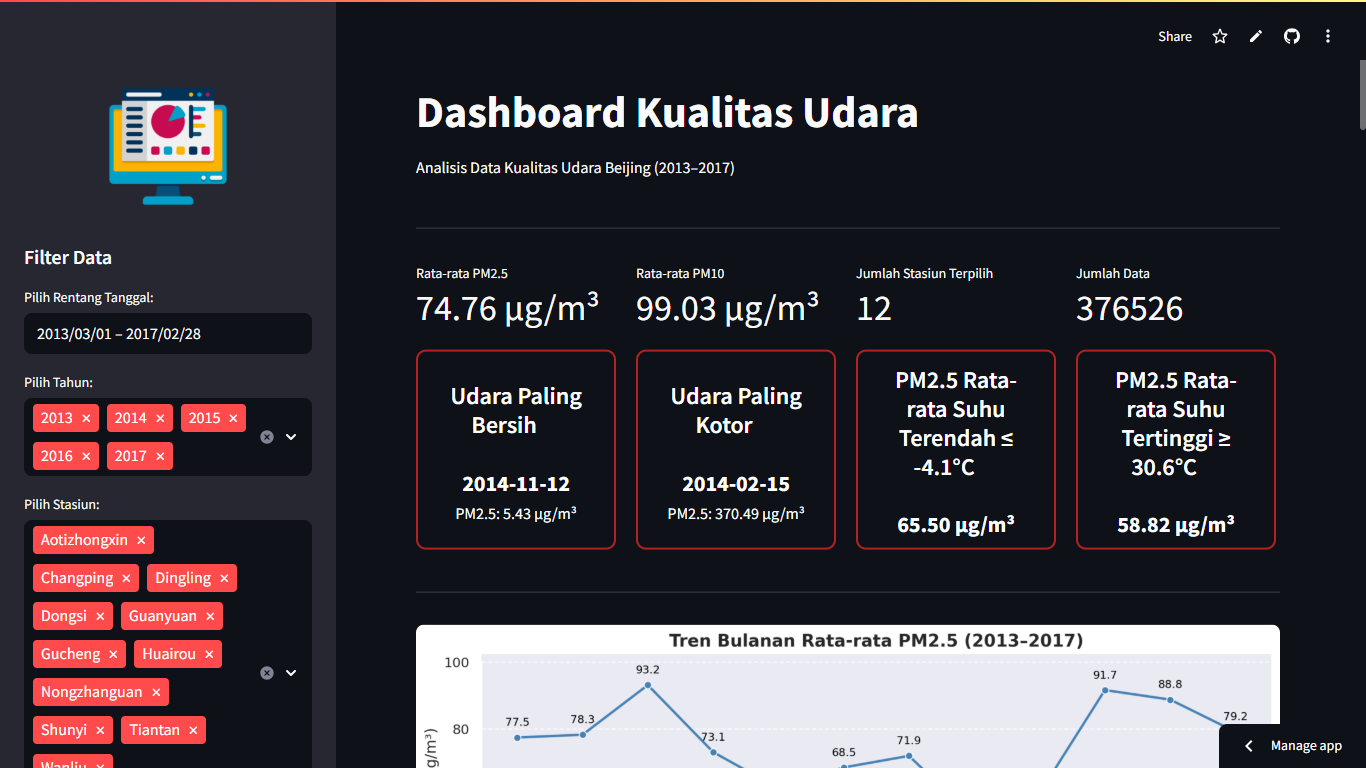 Share
Dashboard Kualitas Udara
Analisis Data Kualitas Udara Beijing (2013–2017)
Filter Data
Pilih Rentang Tanggal:
2013/03/01 – 2017/02/28
Pilih Tahun:
2013 × 2014 × 2015 ×
2016 × 2017 ×
Pilih Stasiun:
Aotizhongxin ×
Changping × Dingling ×
Dongsi × Guanyuan ×
Gucheng × Huairou ×
Nongzhanguan ×
Shunyi × Tiantan ×
Wanliu ×
Rata-rata PM2.5
74.76 µg/m³
Rata-rata PM10
99.03 µg/m³
Jumlah Stasiun Terpilih
12
Jumlah Data
376526
Udara Paling
Bersih
2014-11-12
PM2.5: 5.43 µg/m³
Udara Paling
Kotor
2014-02-15
PM2.5: 370.49 µg/m³
PM2.5 Rata-
rata Suhu
Terendah ≤
-4.1°C
65.50 µg/m³
PM2.5 Rata-
rata Suhu
Tertinggi ≥
30.6°C
58.82 µg/m³
Tren Bulanan Rata-rata PM2.5 (2013–2017)
100
80
g/m³)
77.5
78.3
93.2
73.1
68.5
71.9
91.7
88.8
79.2
Manage app